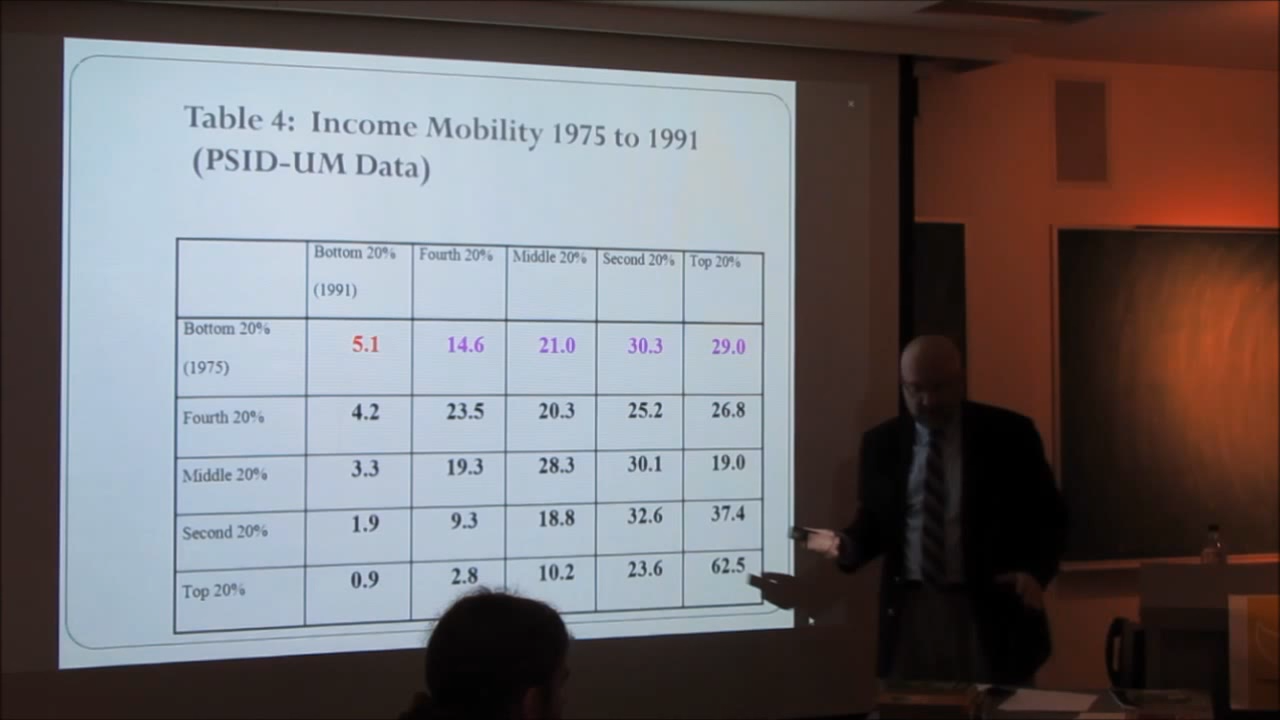 Table 4: Income Mobility 1975 to 1991
(PSID-UM Data)
Bottom 20% Fourth 20% Middle 20% Second 20% Top 20%
(1991)
Bottom 20%
(1975) 5.1 14.6 21.0 30.3 29.0
Fourth 20% 4.2 23.5 20.3 25.2 26.8
Middle 20% 3.3 19.3 28.3 30.1 19.0
Second 20% 1.9 9.3 18.8 32.6 37.4
Top 20% 0.9 2.8 10.2 23.6 62.5